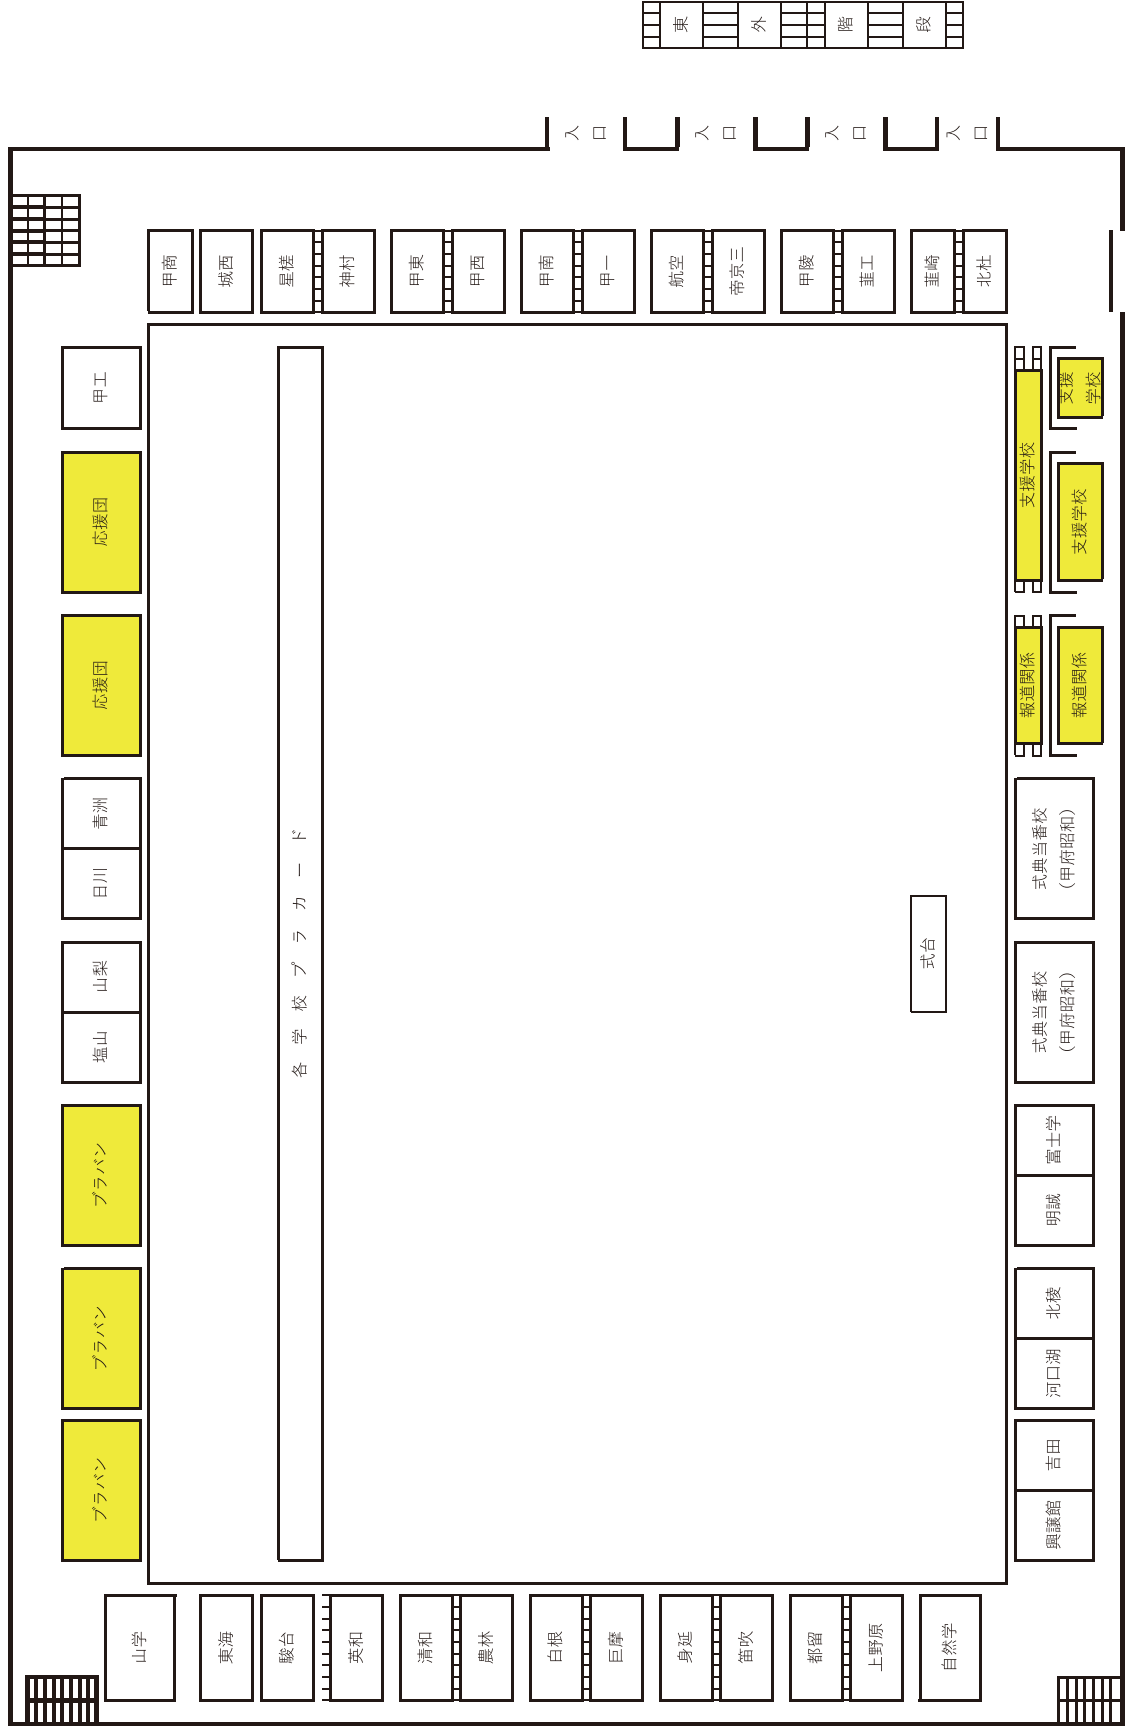 東 外 階 段
入 口
入 口
入 口
入 口
甲商
城西
星槎
神村
甲東
甲西
甲南
甲一
航空
帝京三
甲陵
韮工
韮崎
北杜
甲工
応援団
応援団
青洲
日川
山梨
塩山
ブラバン
ブラバン
ブラバン
各 学 校 プ ラ カ ー ド
式台
支援学校
支援
学校
支援学校
報道関係
報道関係
式典当番校
（甲府昭和）
式典当番校
（甲府昭和）
富士学
明誠
北稜
河口湖
吉田
興譲館
山学
東海
駿台
英和
清和
農林
白根
巨摩
身延
笛吹
都留
上野原
自然学